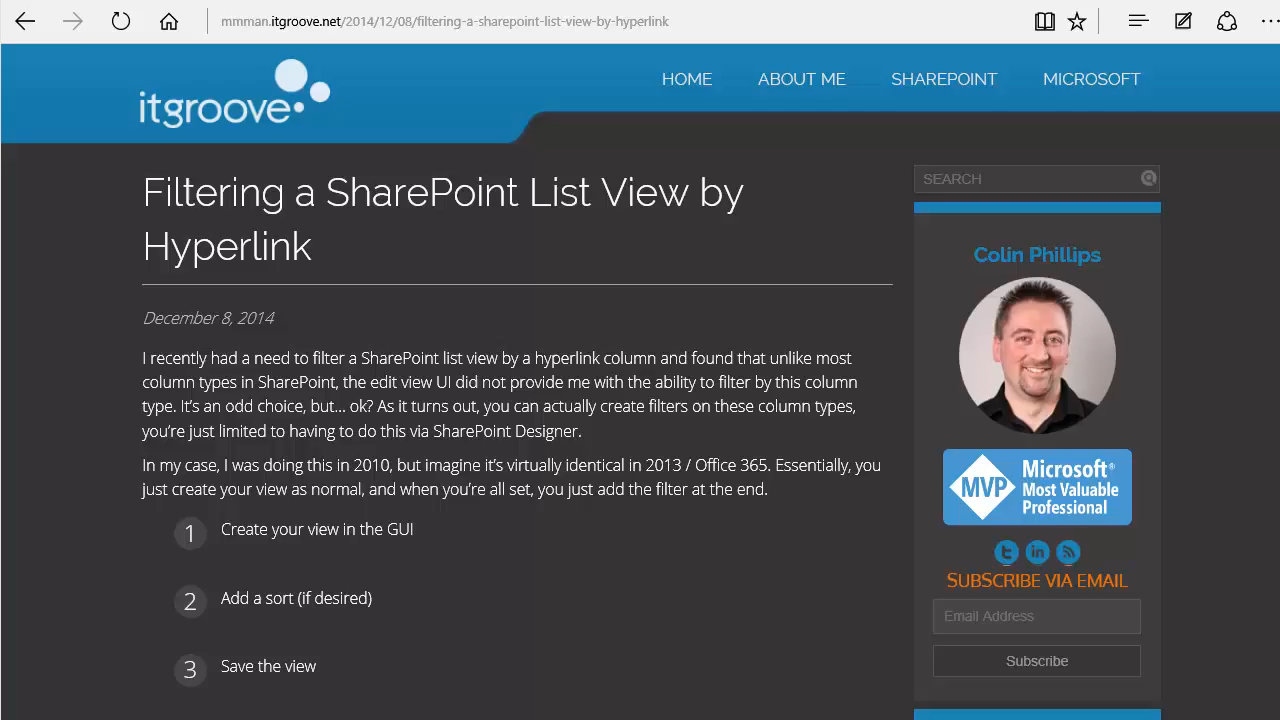 mmman.itgroove.net/2014/12/08/filtering-a-sharepoint-list-view-by-hyperlink
itgroove
HOME ABOUT ME SHAREPOINT MICROSOFT
Filtering a SharePoint List View by
Hyperlink
December 8, 2014
I recently had a need to filter a SharePoint list view by a hyperlink column and found that unlike most
column types in SharePoint, the edit view UI did not provide me with the ability to filter by this column
type. It's an odd choice, but... ok? As it turns out, you can actually create filters on these column types,
you're just limited to having to do this via SharePoint Designer.
In my case, I was doing this in 2010, but imagine it's virtually identical in 2013 / Office 365. Essentially, you
just create your view as normal, and when you're all set, you just add the filter at the end.
1 Create your view in the GUI
2 Add a sort (if desired)
3 Save the view
SEARCH
Colin Phillips
MVP
Microsoft®
Most Valuable
Professional
SUBSCRIBE VIA EMAIL
Email Address
Subscribe